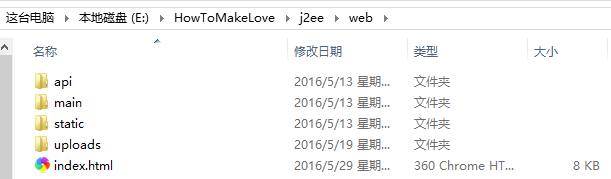 这台电脑 本地磁盘 (E:) HowToMakeLove j2ee web
名称 修改日期 类型 大小
api 2016/5/13 星期... 文件夹
main 2016/5/13 星期... 文件夹
static 2016/5/13 星期... 文件夹
uploads 2016/5/19 星期... 文件夹
index.html 2016/5/29 星期... 360 Chrome HT... 8 KB